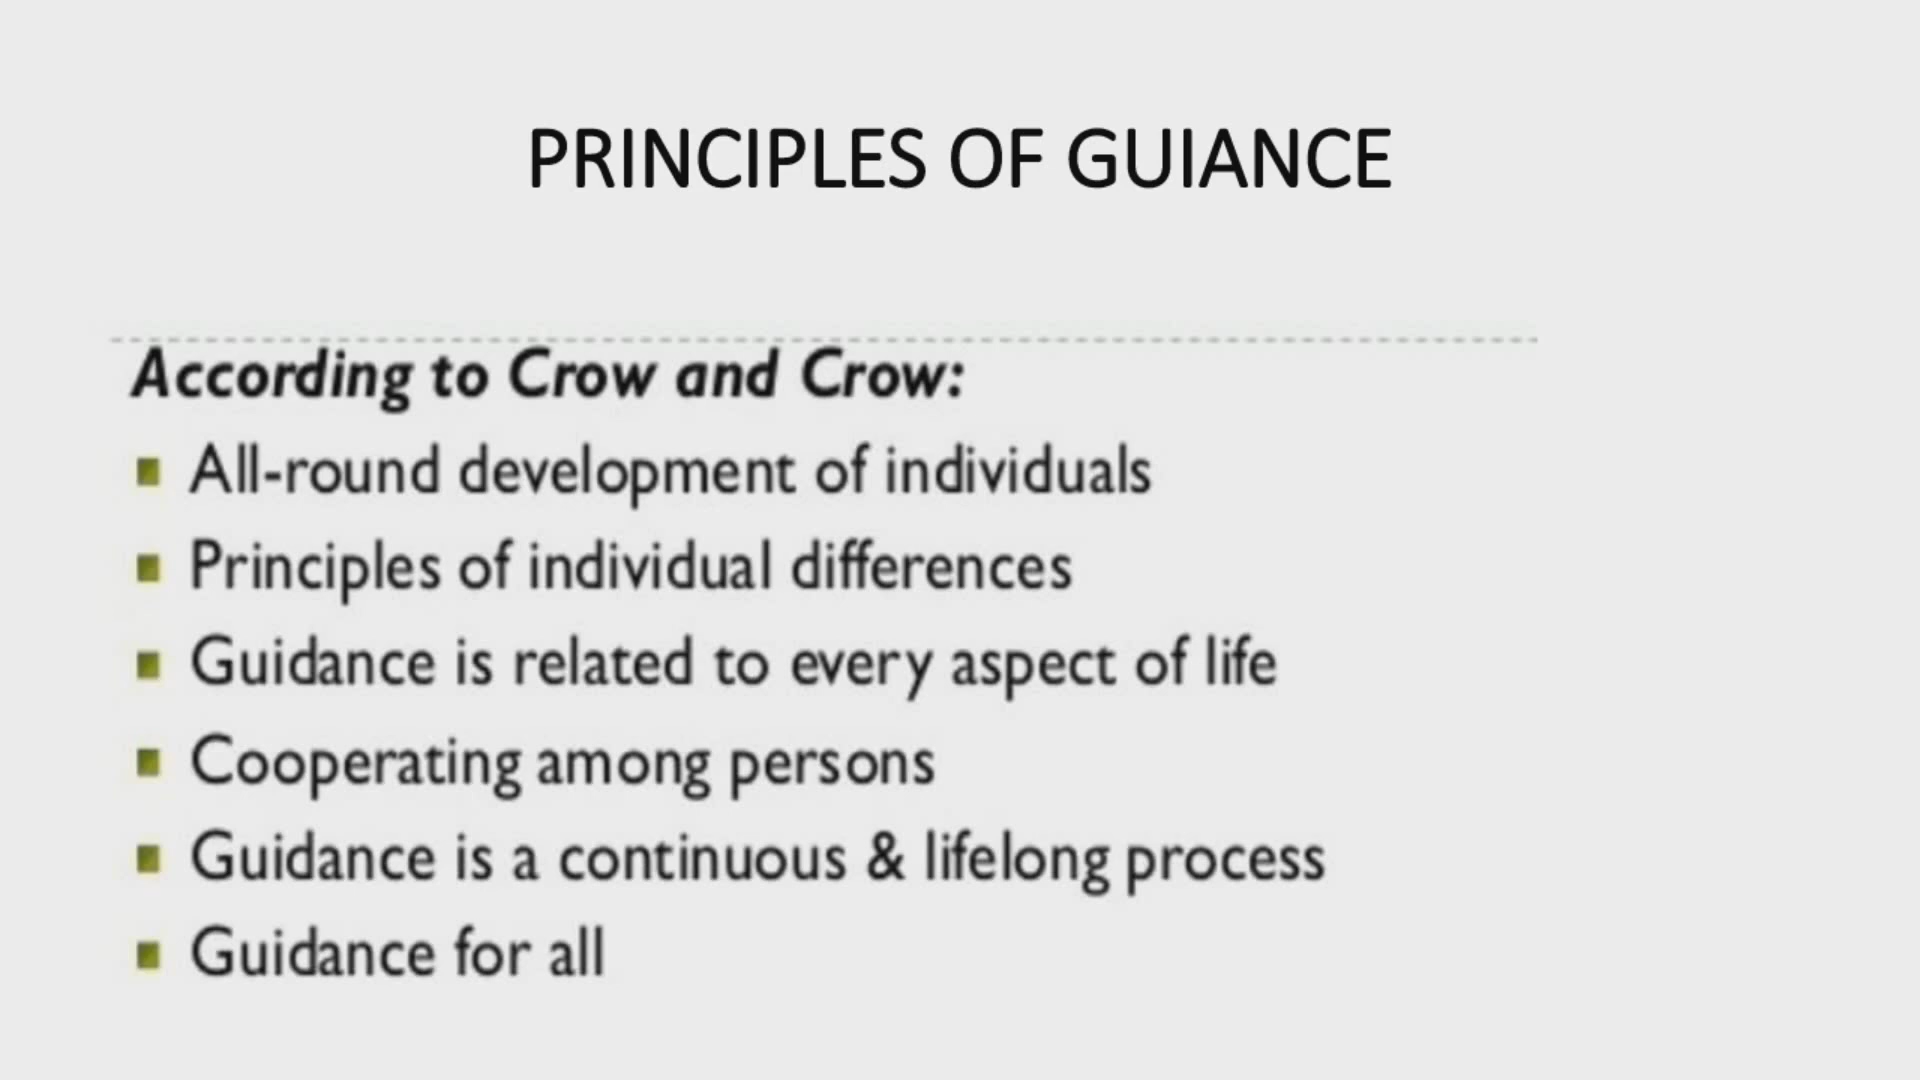 PRINCIPLES OF GUIANCE
According to Crow and Crow:
All-round development of individuals
Principles of individual differences
Guidance is related to every aspect of life
Cooperating among persons
Guidance is a continuous & lifelong process
Guidance for all